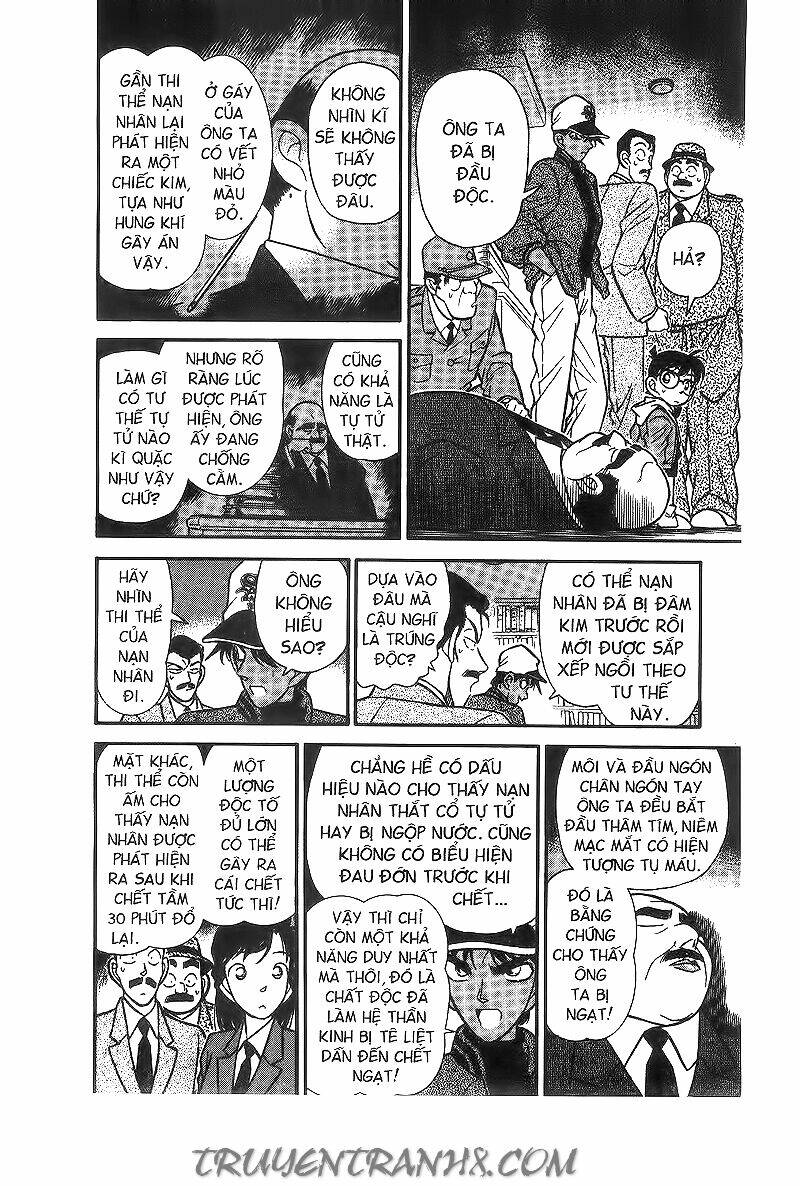 ÔNG TA
ĐÃ BỊ
ĐẦU
ĐỘC.
HẢ?
KHÔNG
NHÌN KĨ
SẼ KHÔNG
THẤY
ĐƯỢC
ĐÂU.
Ở GÁY
CỦA
ÔNG TA
CÓ VẾT
NHỎ
MÀU
ĐỎ.
GẦN THI
THỂ NẠN
NHÂN LẠI
PHÁT HIỆN
RA MỘT
CHIẾC KIM,
TỰA NHƯ
HUNG KHÍ
GÂY ÁN
VẬY.
CŨNG
CÓ KHẢ
NĂNG LÀ
TỰ TỬ
THẬT.
NHƯNG RÕ
RÀNG LÚC
ĐƯỢC PHÁT
HIỆN, ÔNG
ẤY ĐANG
CHỐNG
CẰM.
LÀM GÌ
CÓ TƯ
THẾ TỰ
TỬ NÀO
KÌ QUẶC
NHƯ VẬY
CHỨ?
CÓ THỂ NẠN
NHÂN ĐÃ BỊ ĐÂM
KIM TRƯỚC RỒI
MỚI ĐƯỢC SẮP
XẾP NGỒI THEO
TƯ THẾ
NÀY.
DỰA VÀO
ĐÂU MÀ
CẬU NGHĨ
LÀ TRÚNG
ĐỘC?
ÔNG
KHÔNG
HIỂU
SAO?
HÃY
NHÌN
THI THỂ
CỦA
NẠN
NHÂN
ĐI.
MÔI VÀ ĐẦU NGÓN
CHÂN NGÓN TAY
ÔNG TA ĐỀU BẮT
ĐẦU THÂM TÍM, NIÊM
MẠC MẮT CÓ HIỆN
TƯỢNG TỤ MÁU.
ĐÓ LÀ
BẰNG
CHỨNG
CHO THẤY
ÔNG
TA BỊ
NGẠT!
CHẲNG HỀ CÓ DẤU
HIỆU NÀO CHO THẤY NẠN
NHÂN THẮT CỔ TỰ TỬ
HAY BỊ NGỘP NƯỚC. CŨNG
KHÔNG CÓ BIỂU HIỆN
ĐAU ĐỚN TRƯỚC KHI
CHẾT...
VẬY THÌ CHỈ
CÒN MỘT KHẢ
NĂNG DUY NHẤT
MÀ THÔI, ĐÓ LÀ
CHẤT ĐỘC ĐÃ
LÀM HỆ THẦN
KINH BỊ TÊ LIỆT
DẪN ĐẾN CHẾT
NGẠT!
MỘT
LƯỢNG
ĐỘC TỐ
ĐỦ LỚN
CÓ THỂ
GÂY RA
CÁI CHẾT
TỨC THÌ!
MẶT KHÁC,
THI THỂ CÒN
ẤM CHO
THẤY NẠN
NHÂN ĐƯỢC
PHÁT HIỆN
RA SAU KHI
CHẾT TẦM
30 PHÚT ĐỔ
LẠI.
TRUYENTRANH8.COM